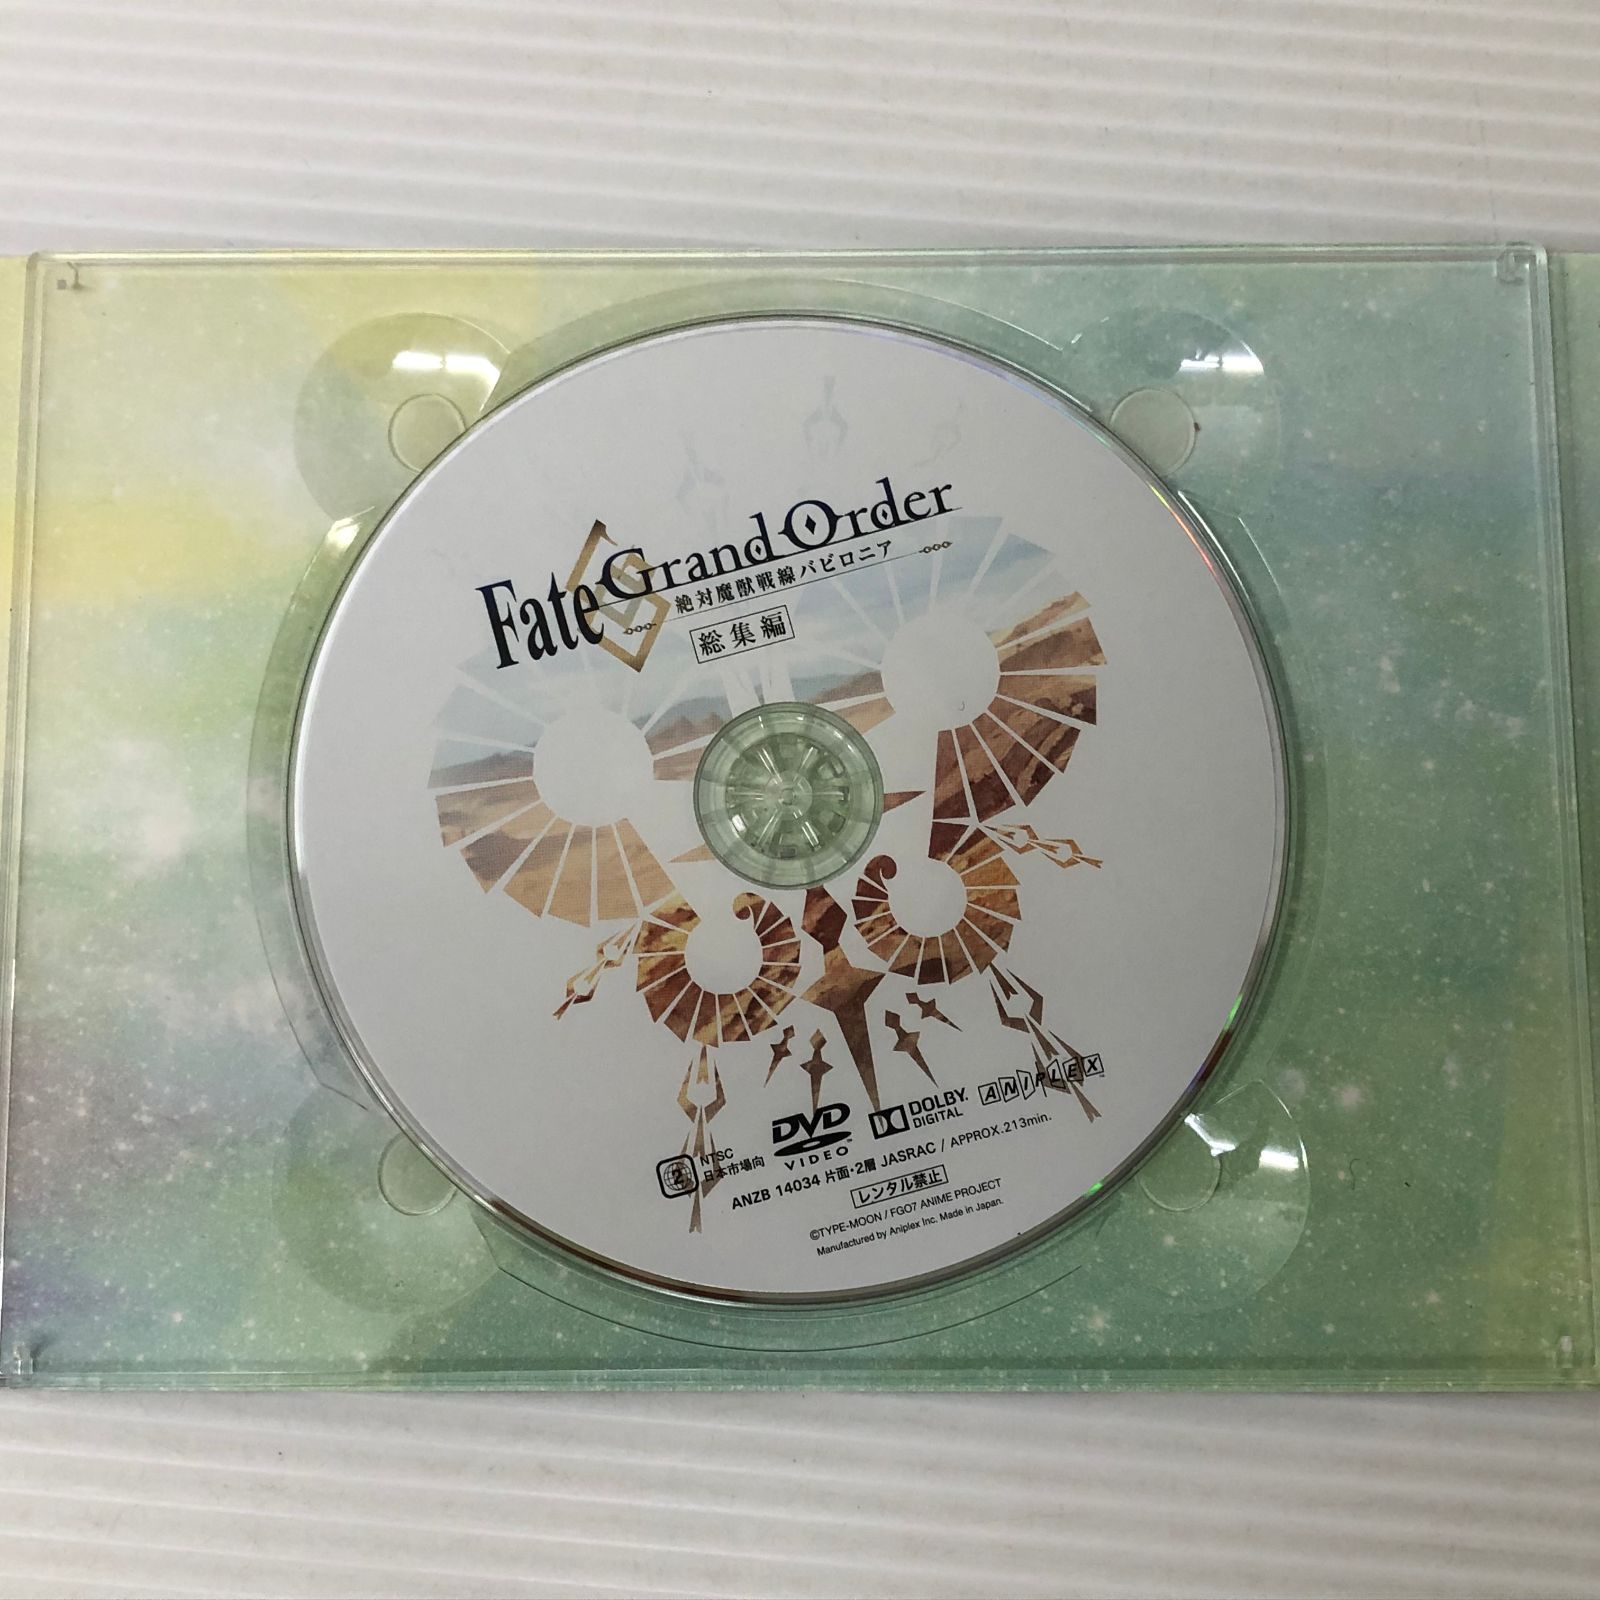 Fate Grand Order
絶対魔獣戦線バビロニア
総集編
DVD VIDEO
DOLBY DIGITAL
ANIPLEX
2 NTSC 日本市場向
ANZB 14034 片面・2層 JASRAC / APPROX.213min.
レンタル禁止
©TYPE-MOON / FGO7 ANIME PROJECT
Manufactured by Aniplex Inc. Made in Japan.